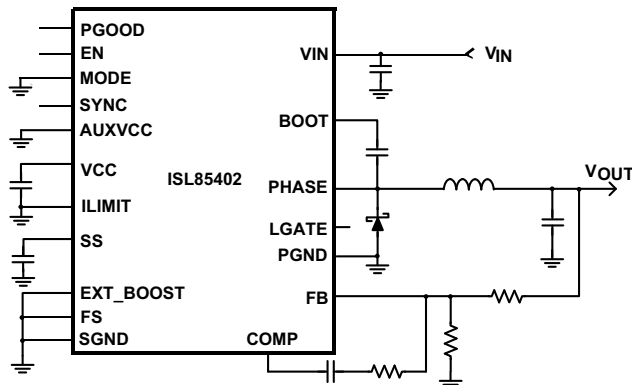 PGOOD
EN
MODE
SYNC
AUXVCC
VCC
ILIMIT
SS
EXT_BOOST
FS
SGND
ISL85402
COMP
VIN
BOOT
PHASE
LGATE
PGND
FB
VIN
VOUT